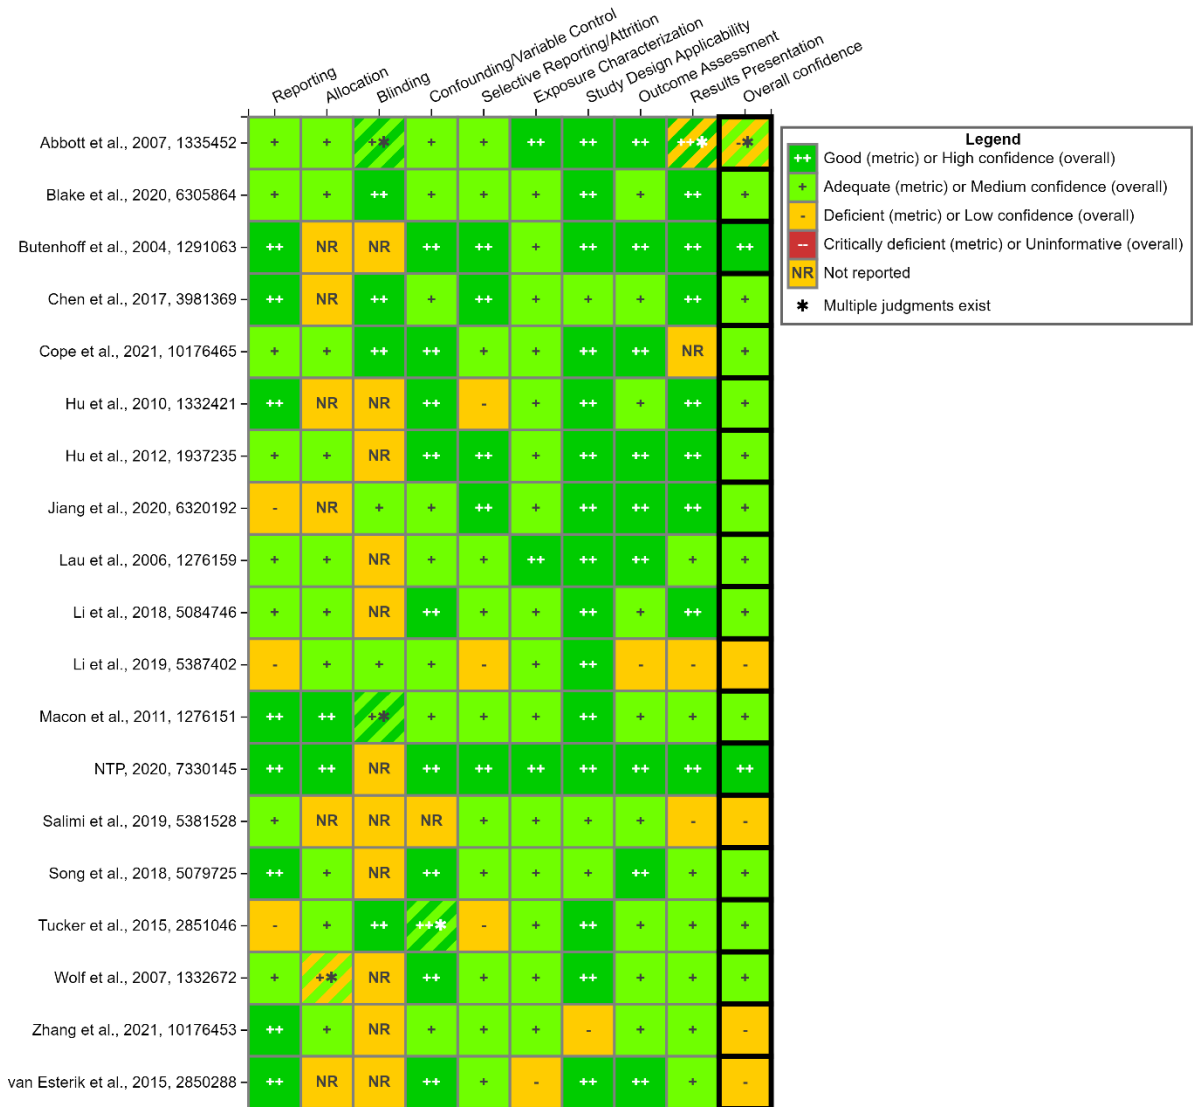 Reporting
Allocation
Blinding
Confounding/Variable Control
Selective Reporting/Attrition
Exposure Characterization
Study Design Applicability
Outcome Assessment
Results Presentation
Overall confidence
Abbott et al., 2007, 1335452 + + +✱ + + ++ ++ ++ ++✱ -✱
Blake et al., 2020, 6305864 + + ++ + + + ++ + ++ +
Butenhoff et al., 2004, 1291063 ++ NR NR ++ ++ + ++ ++ ++ ++
Chen et al., 2017, 3981369 ++ NR ++ + ++ + + + ++ +
Cope et al., 2021, 10176465 + + ++ ++ + + ++ ++ NR +
Hu et al., 2010, 1332421 ++ NR NR ++ - + ++ + ++ +
Hu et al., 2012, 1937235 + + NR ++ ++ + ++ ++ ++ +
Jiang et al., 2020, 6320192 - NR + + ++ + ++ ++ ++ +
Lau et al., 2006, 1276159 + + NR + + ++ ++ ++ + +
Li et al., 2018, 5084746 + + NR ++ + + ++ + ++ +
Li et al., 2019, 5387402 - + + + - + ++ - - -
Macon et al., 2011, 1276151 ++ ++ +✱ + + + ++ + + +
NTP, 2020, 7330145 ++ ++ NR ++ ++ ++ ++ ++ ++ ++
Salimi et al., 2019, 5381528 + NR NR NR + + + + - -
Song et al., 2018, 5079725 ++ + NR ++ + + + ++ + +
Tucker et al., 2015, 2851046 - + ++ ++✱ - + ++ + + +
Wolf et al., 2007, 1332672 + +✱ NR ++ + + ++ + + +
Zhang et al., 2021, 10176453 ++ + NR + + + - + + -
van Esterik et al., 2015, 2850288 ++ NR NR ++ + - ++ ++ + -
Legend
++ Good (metric) or High confidence (overall)
+ Adequate (metric) or Medium confidence (overall)
- Deficient (metric) or Low confidence (overall)
-- Critically deficient (metric) or Uninformative (overall)
NR Not reported
✱ Multiple judgments exist